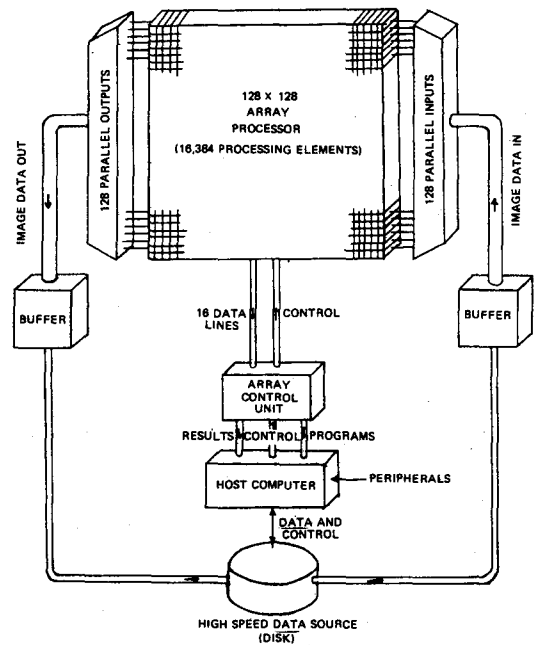 128 PARALLEL OUTPUTS
128 X 128
ARRAY
PROCESSOR
(16,384 PROCESSING ELEMENTS)
128 PARALLEL INPUTS
IMAGE DATA OUT
IMAGE DATA IN
BUFFER
BUFFER
16 DATA
LINES
CONTROL
ARRAY
CONTROL
UNIT
RESULTS CONTROL PROGRAMS
HOST COMPUTER
PERIPHERALS
DATA AND
CONTROL
HIGH SPEED DATA SOURCE
(DISK)